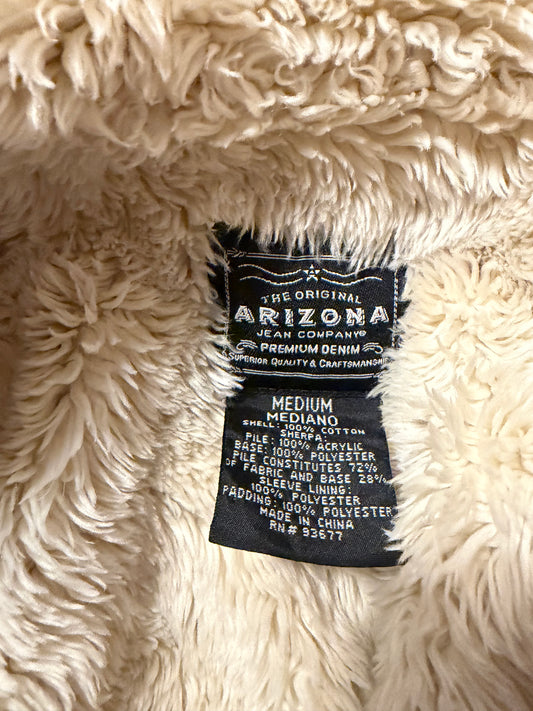 THE ORIGINAL
ARIZONA
JEAN COMPANY®
PREMIUM DENIM
SUPERIOR QUALITY & CRAFTSMANSHIP
MEDIUM
MEDIANO
SHELL: 100% COTTON
SHERPA:
PILE: 100% ACRYLIC
BASE: 100% POLYESTER
PILE CONSTITUTES 72%
OF FABRIC AND BASE 28%
SLEEVE LINING:
100% POLYESTER
PADDING: 100% POLYESTER
MADE IN CHINA
RN# 93677